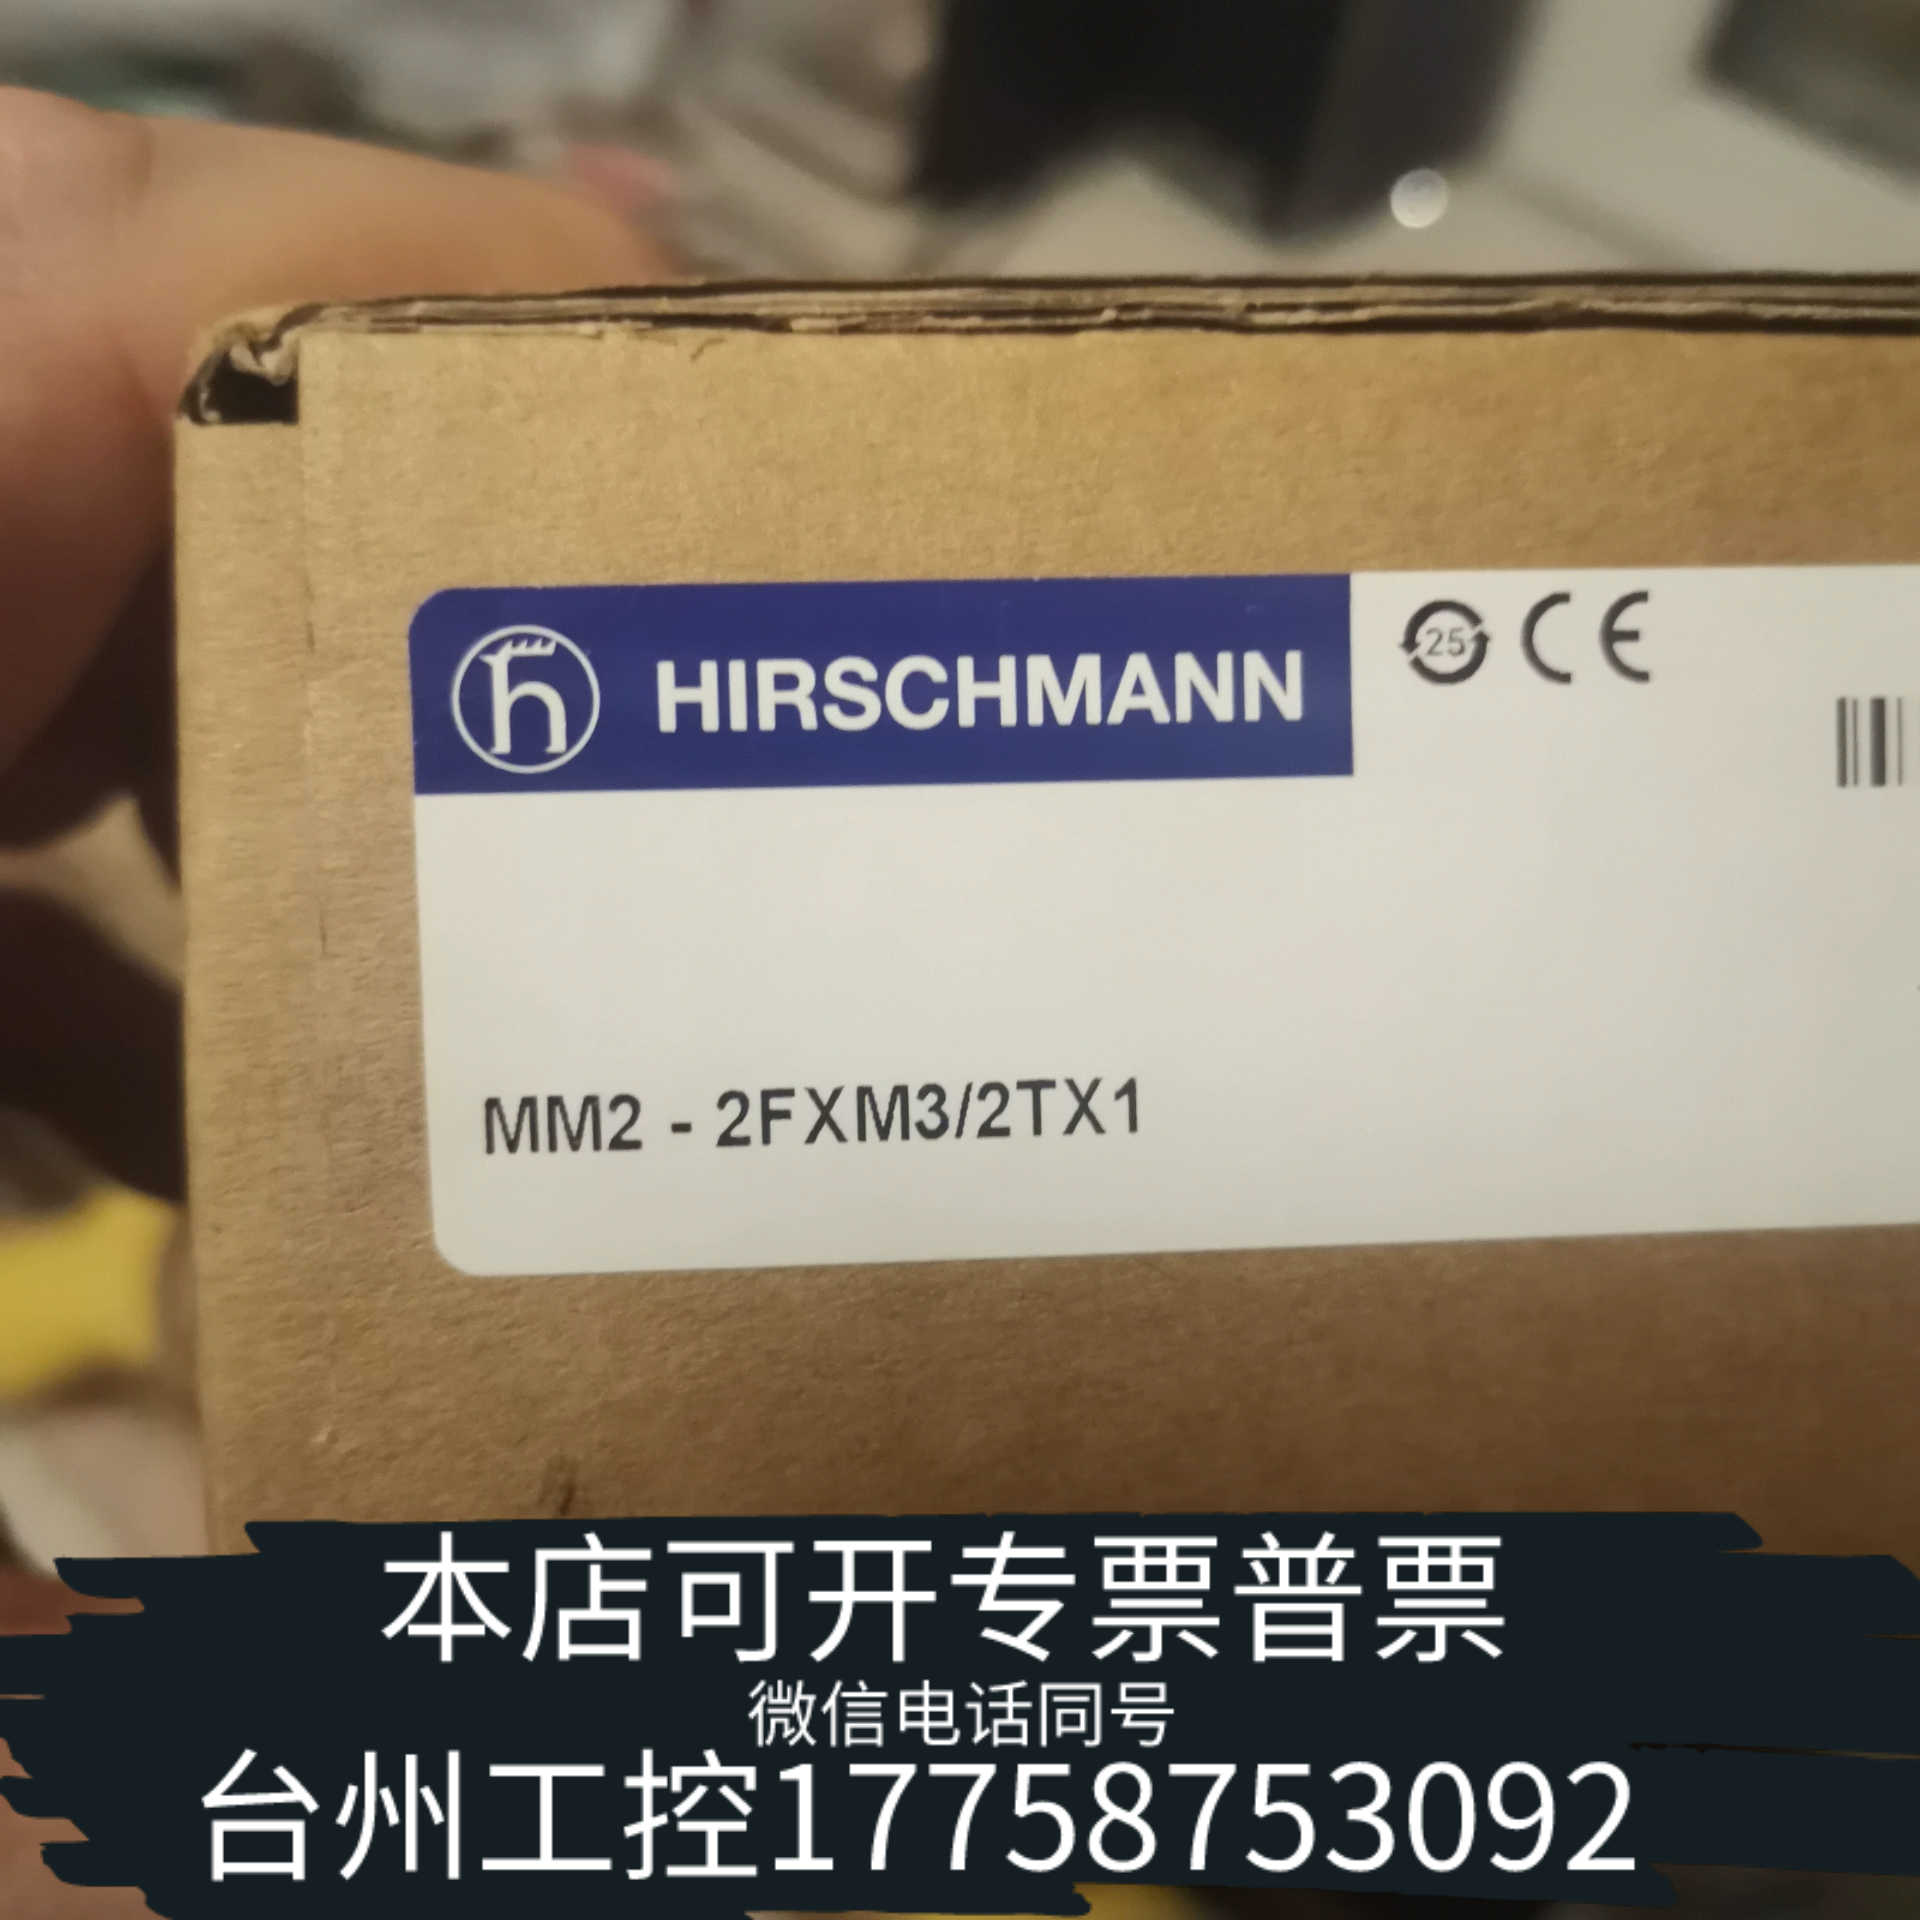 HIRSCHMANN
25 CE
MM2 - 2FXM3/2TX1
本店可开专票普票
微信电话同号
台州工控17758753092